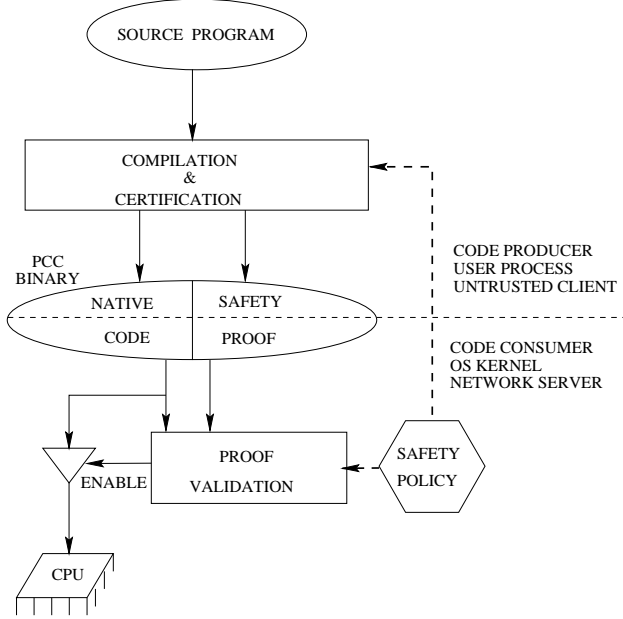 SOURCE PROGRAM
COMPILATION
&
CERTIFICATION
PCC
BINARY
NATIVE
CODE
SAFETY
PROOF
CODE PRODUCER
USER PROCESS
UNTRUSTED CLIENT
CODE CONSUMER
OS KERNEL
NETWORK SERVER
PROOF
VALIDATION
ENABLE
SAFETY
POLICY
CPU